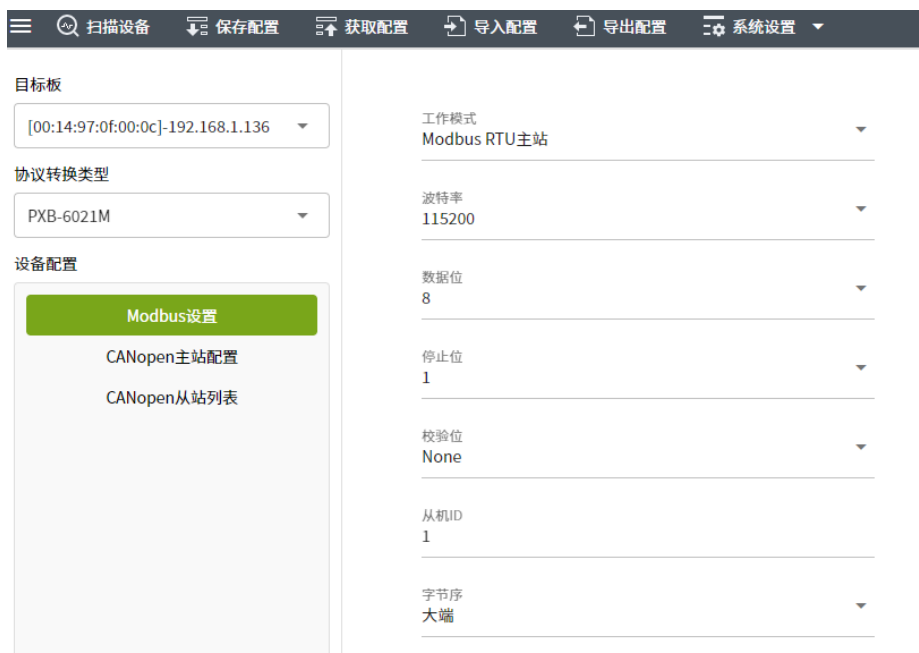 扫描设备 保存配置 获取配置 导入配置 导出配置 系统设置
目标板
[00:14:97:0f:00:0c]-192.168.1.136
协议转换类型
PXB-6021M
设备配置
Modbus设置
CANopen主站配置
CANopen从站列表
工作模式
Modbus RTU主站
波特率
115200
数据位
8
停止位
1
校验位
None
从机ID
1
字节序
大端